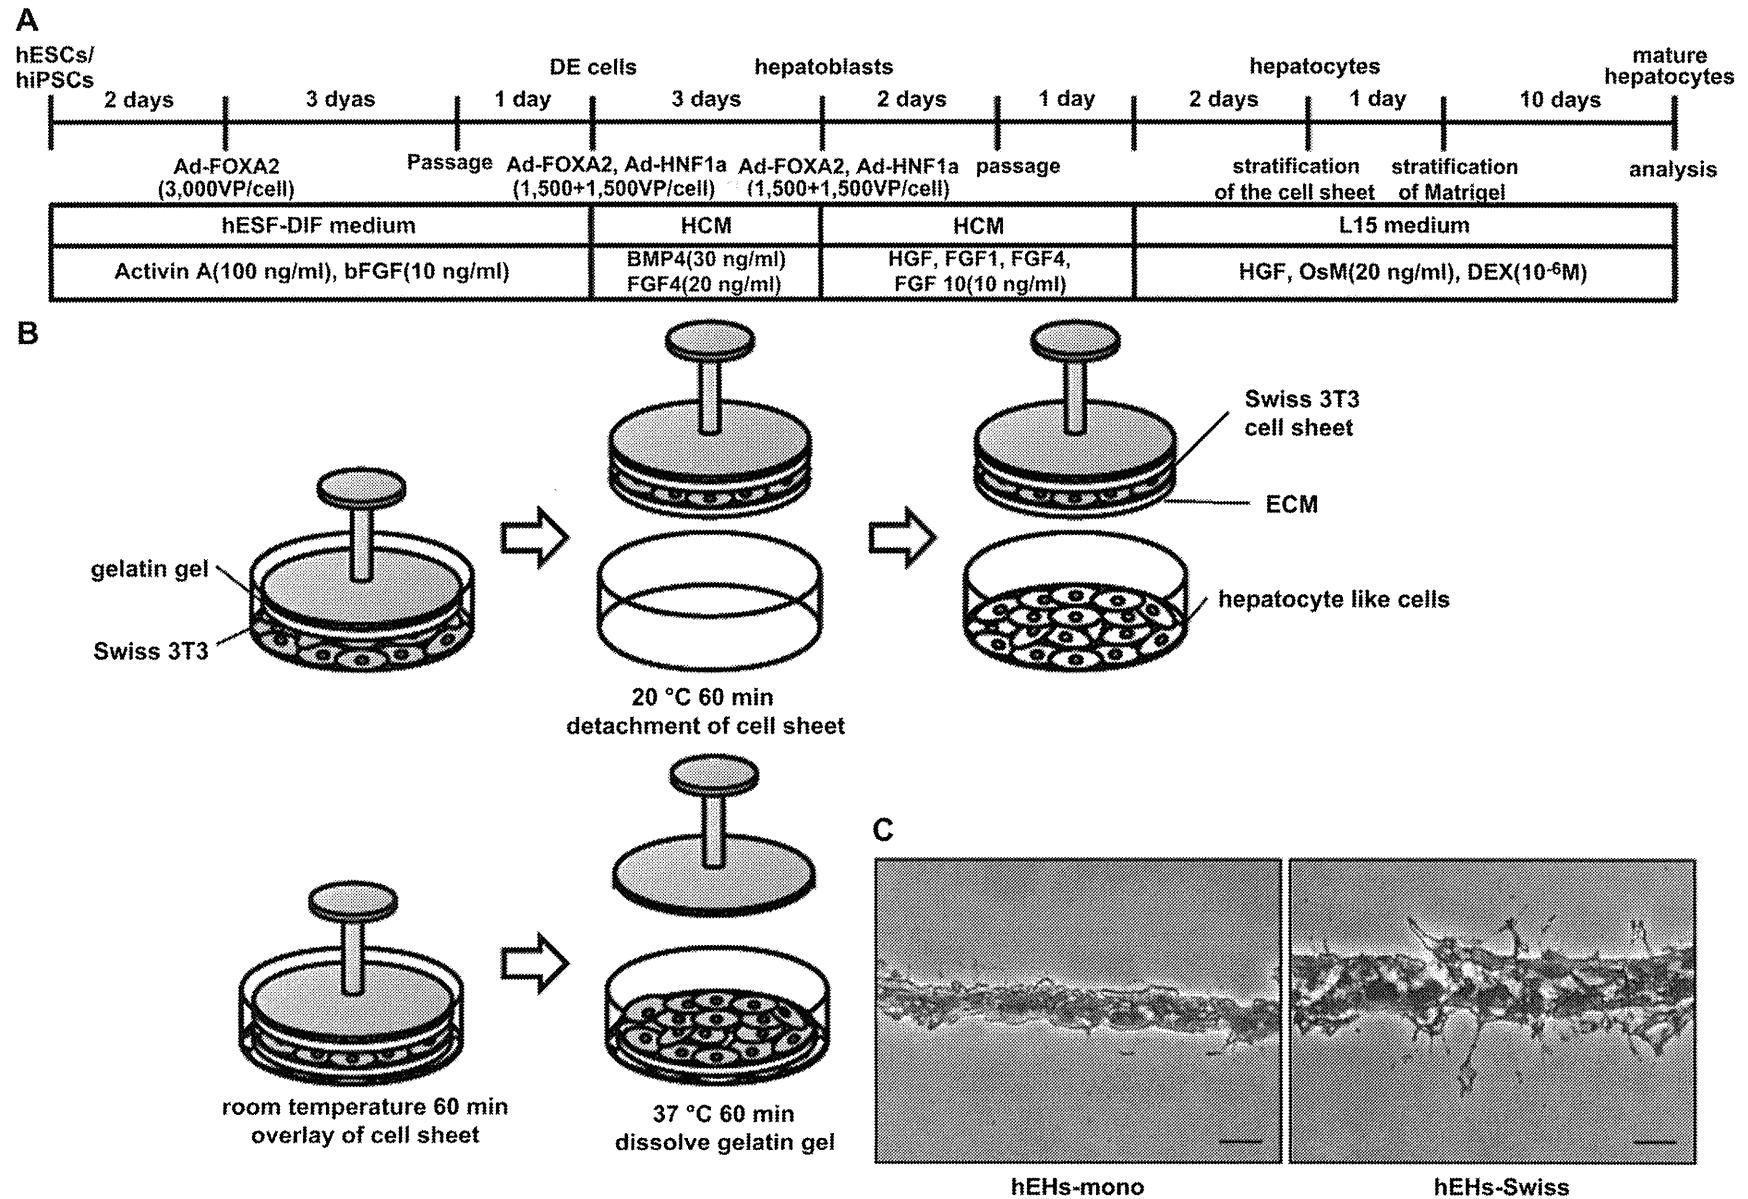 A
hESCs/
hiPSCs
DE cells
hepatoblasts
hepatocytes
mature
hepatocytes
2 days
3 dyas
1 day
3 days
2 days
1 day
2 days
1 day
10 days
Ad-FOXA2
(3,000VP/cell)
Passage
Ad-FOXA2, Ad-HNF1a
(1,500+1,500VP/cell)
Ad-FOXA2, Ad-HNF1a
(1,500+1,500VP/cell)
passage
stratification
of the cell sheet
stratification
of Matrigel
analysis
hESF-DIF medium
HCM
HCM
L15 medium
Activin A(100 ng/ml), bFGF(10 ng/ml)
BMP4(30 ng/ml)
FGF4(20 ng/ml)
HGF, FGF1, FGF4,
FGF 10(10 ng/ml)
HGF, OsM(20 ng/ml), DEX(10⁻⁶M)
B
gelatin gel
Swiss 3T3
20 °C 60 min
detachment of cell sheet
Swiss 3T3
cell sheet
ECM
hepatocyte like cells
room temperature 60 min
overlay of cell sheet
37 °C 60 min
dissolve gelatin gel
C
hEHs-mono
hEHs-Swiss